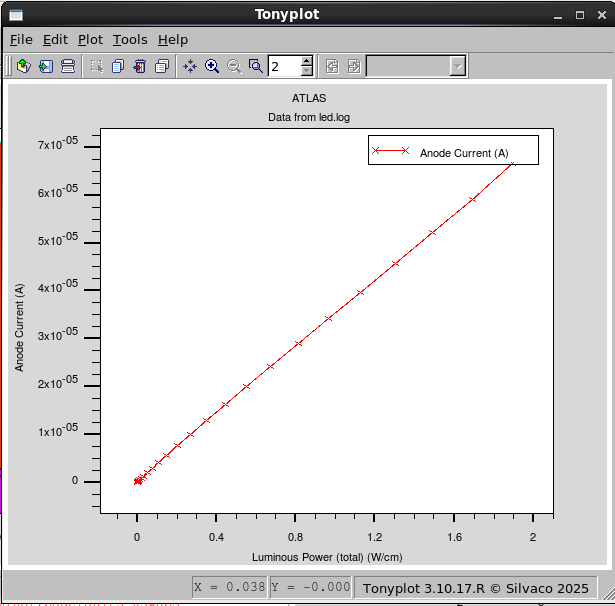 Tonyplot
File Edit Plot Tools Help
2
ATLAS
Data from led.log
Anode Current (A)
7x10-05
6x10-05
5x10-05
4x10-05
3x10-05
2x10-05
1x10-05
0
Anode Current (A)
0 0.4 0.8 1.2 1.6 2
Luminous Power (total) (W/cm)
X = 0.038 Y = -0.000 Tonyplot 3.10.17.R © Silvaco 2025